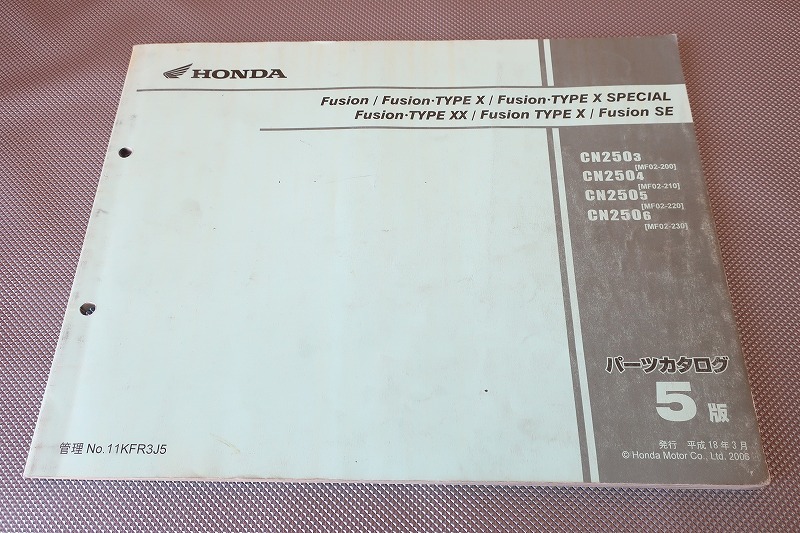 HONDA
Fusion / Fusion·TYPE X / Fusion·TYPE X SPECIAL
Fusion·TYPE XX / Fusion TYPE X / Fusion SE
CN2503
[MF02-200]
CN2504
[MF02-210]
CN2505
[MF02-220]
CN2506
[MF02-230]
パーツカタログ
5版
発行 平成18年3月
© Honda Motor Co., Ltd. 2006
管理 No.11KFR3J5